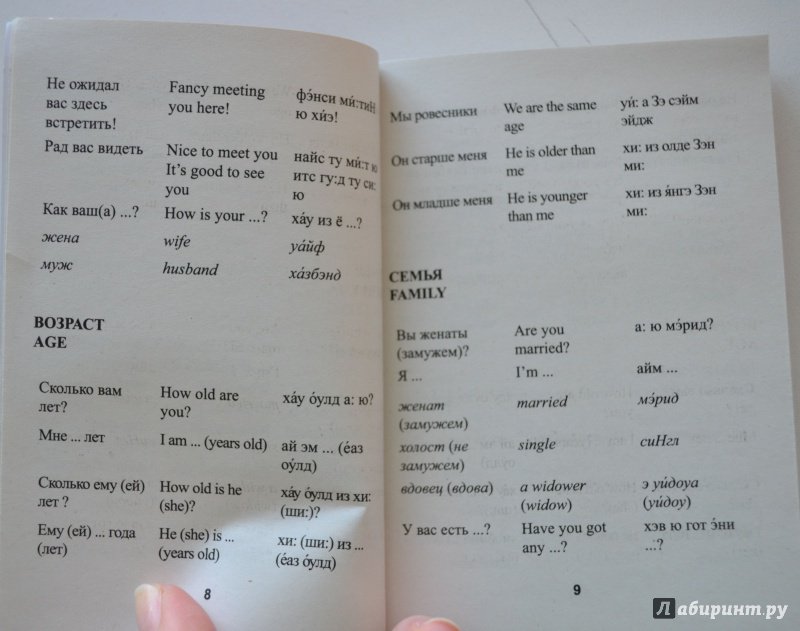 Не ожидал Fancy meeting фэ́нси ми́:тиН
вас здесь you here! ю хи́э!
встретить!
Рад вас видеть Nice to meet you найс ту ми́:т ю
It's good to see итс гу:д ту си:
you ю
Как ваш(а) ...? How is your ...? ха́у из ё ...?
жена wife уа́йф
муж husband ха́збэнд
ВОЗРАСТ
AGE
Сколько вам How old are ха́у о́улд а: ю?
лет? you?
Мне ... лет I am ... (years old) ай эм ... (е́аз
оу́лд)
Сколько ему (ей) How old is he ха́у о́улд из хи:
лет ? (she)? (ши:)?
Ему (ей) ... года He (she) is ... хи: (ши:) из ...
(лет) (years old) (е́аз о́улд)
8
Мы ровесники We are the same уи́: а Зэ сэйм
age эйдж
Он старше меня He is older than хи: из олде Зэн
me ми:
Он младше меня He is younger хи: из я́нгэ Зэн
than me ми:
СЕМЬЯ
FAMILY
Вы женаты Are you а: ю мэ́рид?
(замужем)? married?
Я ... I'm ... айм ...
женат married мэ́рид
(замужем)
холост (не single сиНгл
замужем)
вдовец (вдова) a widower э уи́доуа
(widow) (уи́доу)
У вас есть ...? Have you got хэв ю гот э́ни
any ...? ...?
9
Лабиринт.ру